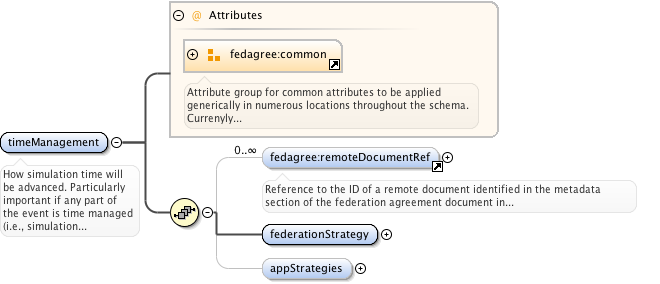 @ Attributes
fedagree:common
Attribute group for common attributes to be applied
generically in numerous locations throughout the schema.
Currenyly...
timeManagement
How simulation time will
be advanced. Particularly
important if any part of
the event is time managed
(i.e., simulation...
0..∞
fedagree:remoteDocumentRef
Reference to the ID of a remote document identified in the metadata
section of the federation agreement document in...
federationStrategy
appStrategies